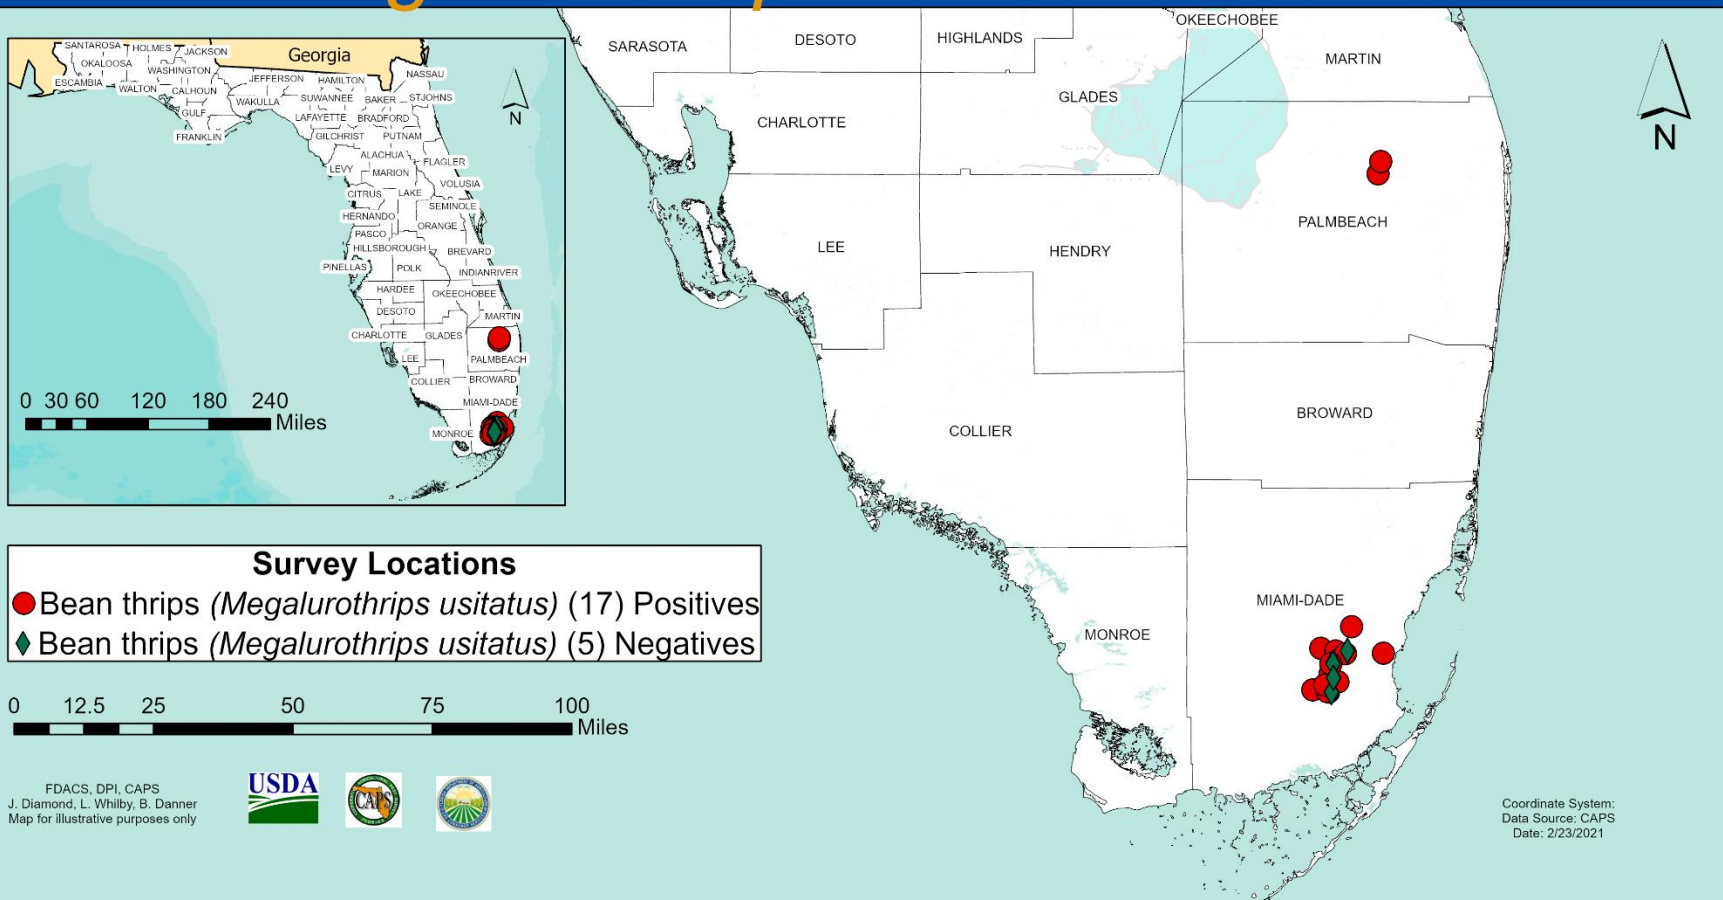 Georgia
SANTAROSA
HOLMES
JACKSON
OKALOOSA
WASHINGTON
ESCAMBIA
WALTON
CALHOUN
GULF
FRANKLIN
JEFFERSON
HAMILTON
NASSAU
WAKULLA
SUWANNEE
BAKER
STJOHNS
LAFAYETTE
BRADFORD
GILCHRIST
PUTNAM
ALACHUA
FLAGLER
LEVY
MARION
VOLUSIA
CITRUS
LAKE
SEMINOLE
HERNANDO
ORANGE
PASCO
HILLSBOROUGH
BREVARD
PINELLAS
POLK
INDIANRIVER
HARDEE
OKEECHOBEE
DESOTO
MARTIN
CHARLOTTE
GLADES
LEE
PALMBEACH
COLLIER
BROWARD
MIAMI-DADE
MONROE
N
0 30 60 120 180 240
Miles
OKEECHOBEE
SARASOTA
DESOTO
HIGHLANDS
MARTIN
GLADES
CHARLOTTE
PALMBEACH
LEE
HENDRY
BROWARD
COLLIER
MIAMI-DADE
MONROE
N
Survey Locations
Bean thrips (Megalurothrips usitatus) (17) Positives
Bean thrips (Megalurothrips usitatus) (5) Negatives
0 12.5 25 50 75 100
Miles
FDACS, DPI, CAPS
J. Diamond, L. Whilby, B. Danner
Map for illustrative purposes only
USDA
CAPS
Coordinate System:
Data Source: CAPS
Date: 2/23/2021